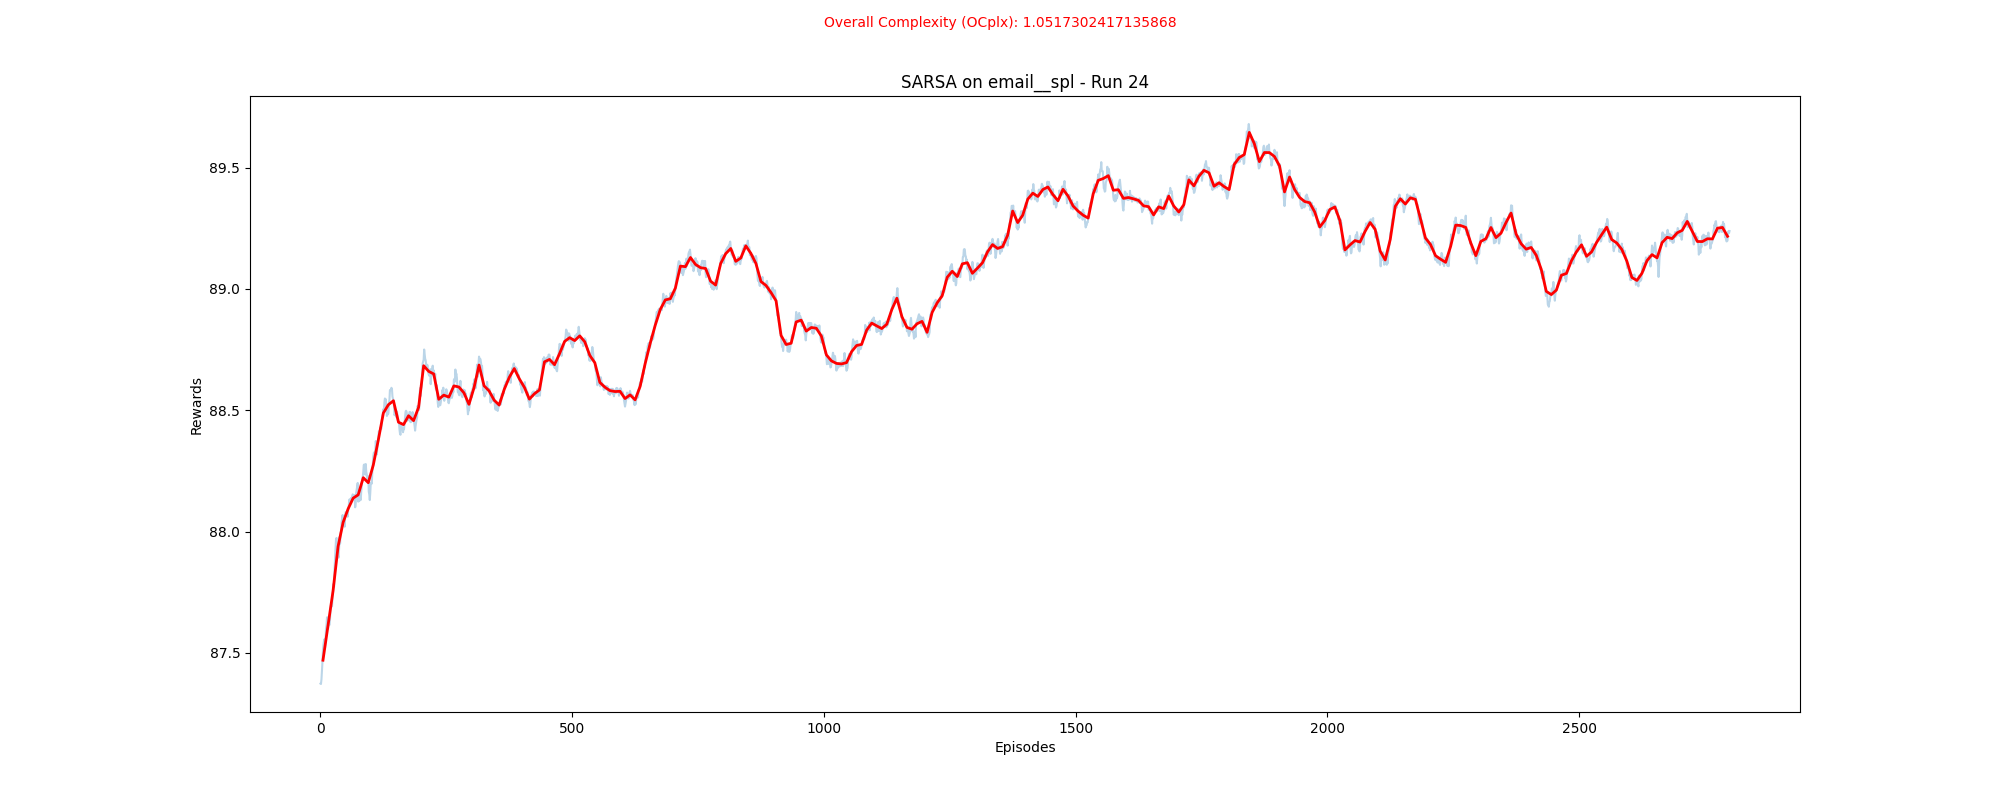 Overall Complexity (OCplx): 1.0517302417135868
SARSA on email__spl - Run 24
89.5
89.0
88.5
88.0
87.5
Rewards
0 500 1000 1500 2000 2500
Episodes